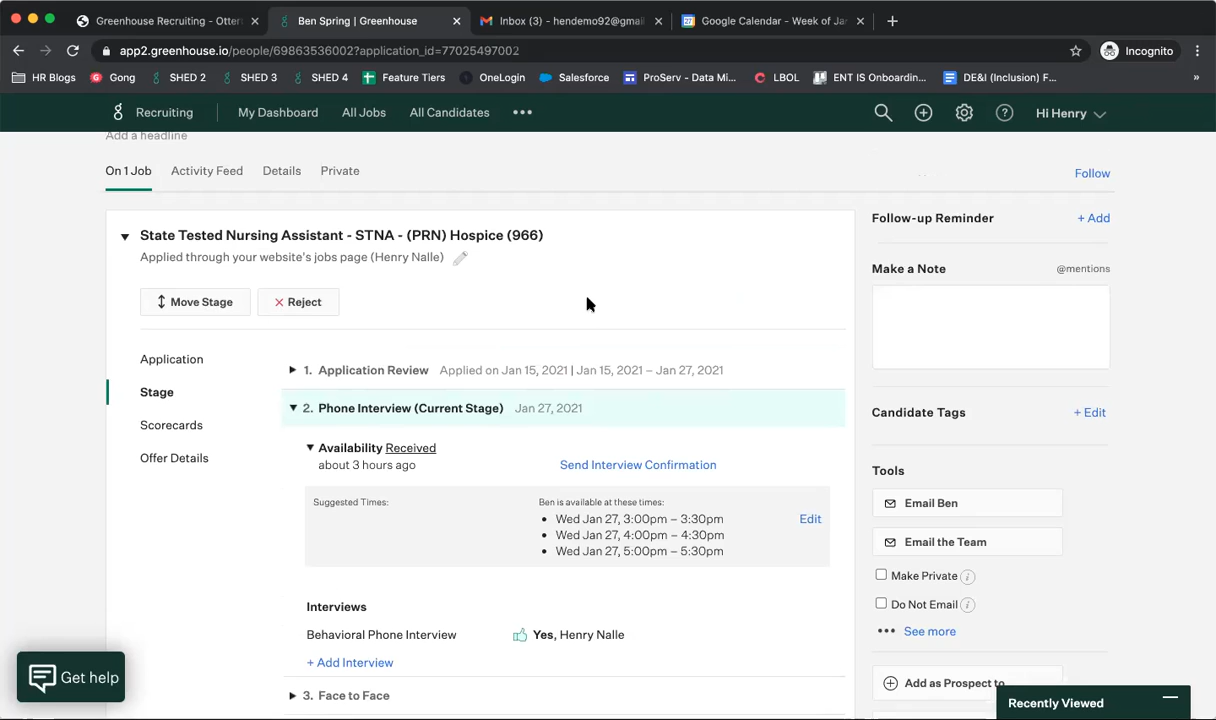 Greenhouse Recruiting - Otter
Ben Spring | Greenhouse
Inbox (3) - hendemo92@gmail
Google Calendar - Week of Jan
app2.greenhouse.io/people/69863536002?application_id=77025497002
Incognito
HR Blogs
Gong
SHED 2
SHED 3
SHED 4
Feature Tiers
OneLogin
Salesforce
ProServ - Data Mi...
LBOL
ENT IS Onboardin...
DE&I (Inclusion) F...
»
Recruiting
My Dashboard
All Jobs
All Candidates
Hi Henry
Add a headline
On 1 Job
Activity Feed
Details
Private
Follow
State Tested Nursing Assistant - STNA - (PRN) Hospice (966)
Applied through your website's jobs page (Henry Nalle)
Move Stage
Reject
Application
Stage
Scorecards
Offer Details
1. Application Review Applied on Jan 15, 2021 | Jan 15, 2021 – Jan 27, 2021
2. Phone Interview (Current Stage) Jan 27, 2021
Availability Received
about 3 hours ago
Send Interview Confirmation
Suggested Times:
Ben is available at these times:
• Wed Jan 27, 3:00pm – 3:30pm
• Wed Jan 27, 4:00pm – 4:30pm
• Wed Jan 27, 5:00pm – 5:30pm
Edit
Interviews
Behavioral Phone Interview
Yes, Henry Nalle
+ Add Interview
3. Face to Face
Follow-up Reminder
+ Add
Make a Note
@mentions
Candidate Tags
+ Edit
Tools
Email Ben
Email the Team
Make Private
Do Not Email
See more
Add as Prospect to
Recently Viewed
Get help